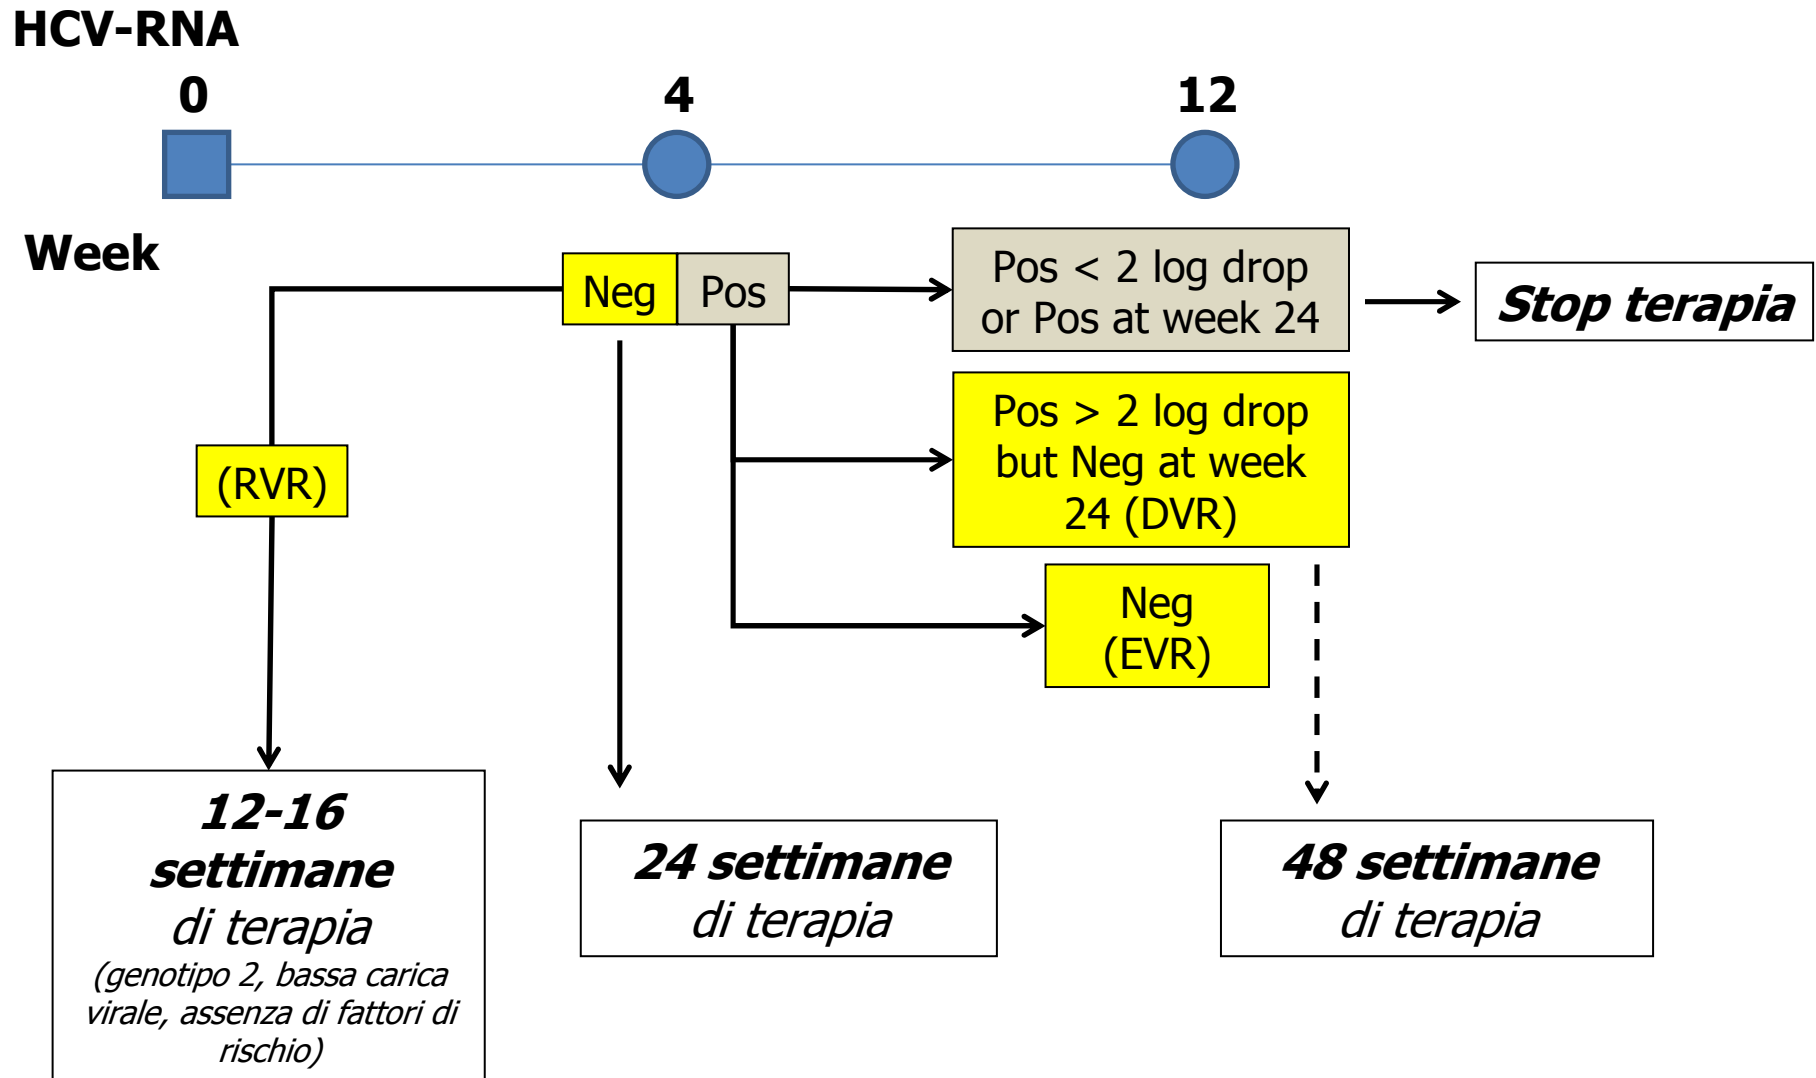 HCV-RNA
0
4
12
Week
Neg
Pos
Pos < 2 log drop
or Pos at week 24
Stop terapia
Pos > 2 log drop
but Neg at week
24 (DVR)
(RVR)
Neg
(EVR)
12-16
settimane
di terapia
(genotipo 2, bassa carica
virale, assenza di fattori di
rischio)
24 settimane
di terapia
48 settimane
di terapia